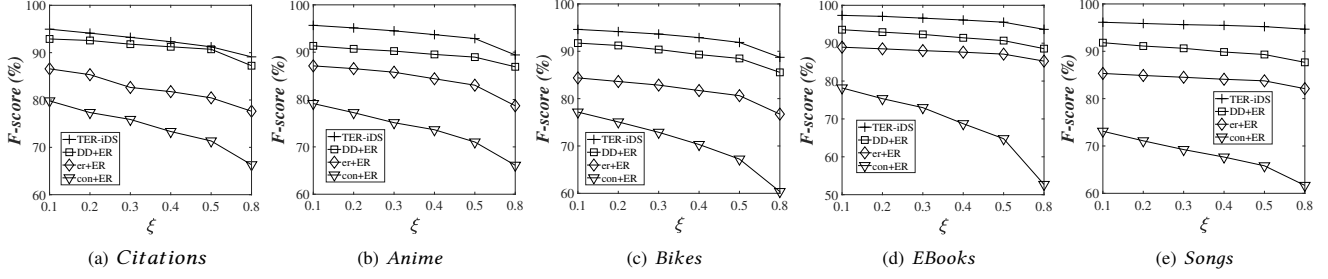 100
90
80
70
60
F-score (%)
TER-iDS
DD+ER
er+ER
con+ER
0.1 0.2 0.3 0.4 0.5 0.8
ξ
(a) Citations
100
90
80
70
60
F-score (%)
TER-iDS
DD+ER
er+ER
con+ER
0.1 0.2 0.3 0.4 0.5 0.8
ξ
(b) Anime
100
90
80
70
60
F-score (%)
TER-iDS
DD+ER
er+ER
con+ER
0.1 0.2 0.3 0.4 0.5 0.8
ξ
(c) Bikes
100
90
80
70
60
50
F-score (%)
TER-iDS
DD+ER
er+ER
con+ER
0.1 0.2 0.3 0.4 0.5 0.8
ξ
(d) EBooks
100
90
80
70
60
F-score (%)
TER-iDS
DD+ER
er+ER
con+ER
0.1 0.2 0.3 0.4 0.5 0.8
ξ
(e) Songs